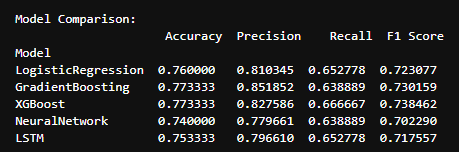 Model Comparison:
Accuracy Precision Recall F1 Score
Model
LogisticRegression 0.760000 0.810345 0.652778 0.723077
GradientBoosting 0.773333 0.851852 0.638889 0.730159
XGBoost 0.773333 0.827586 0.666667 0.738462
NeuralNetwork 0.740000 0.779661 0.638889 0.702290
LSTM 0.753333 0.796610 0.652778 0.717557